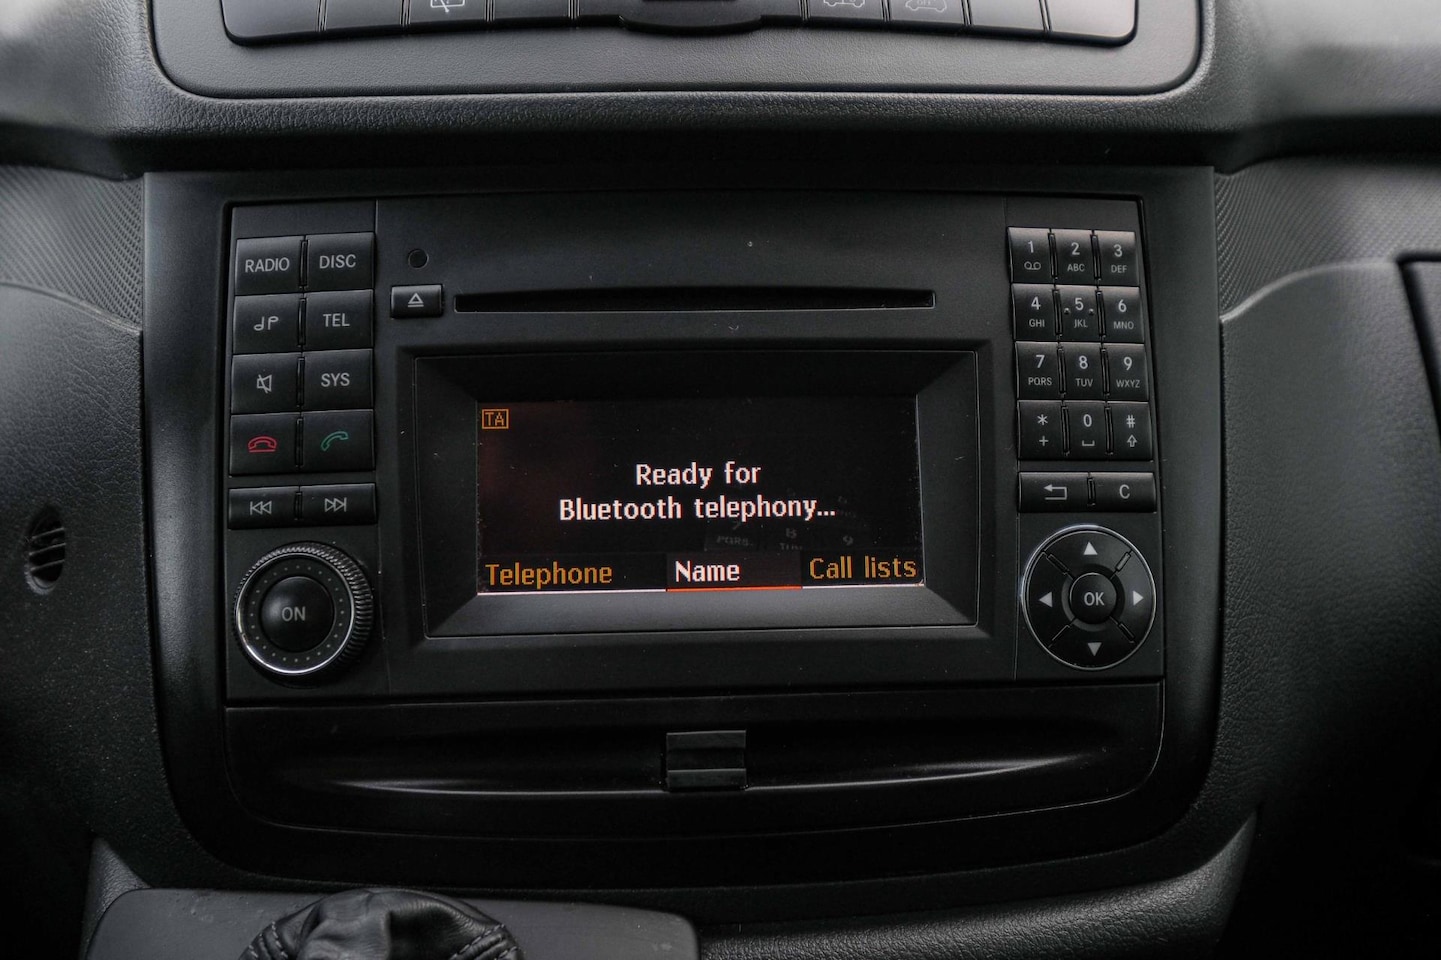 RADIO
DISC
TEL
SYS
ON
TA
Ready for
Bluetooth telephony...
Telephone
Name
Call lists
1
2
ABC
3
DEF
4
GHI
5
JKL
6
MNO
7
PQRS
8
TUV
9
WXYZ
*
+
0
#
C
OK